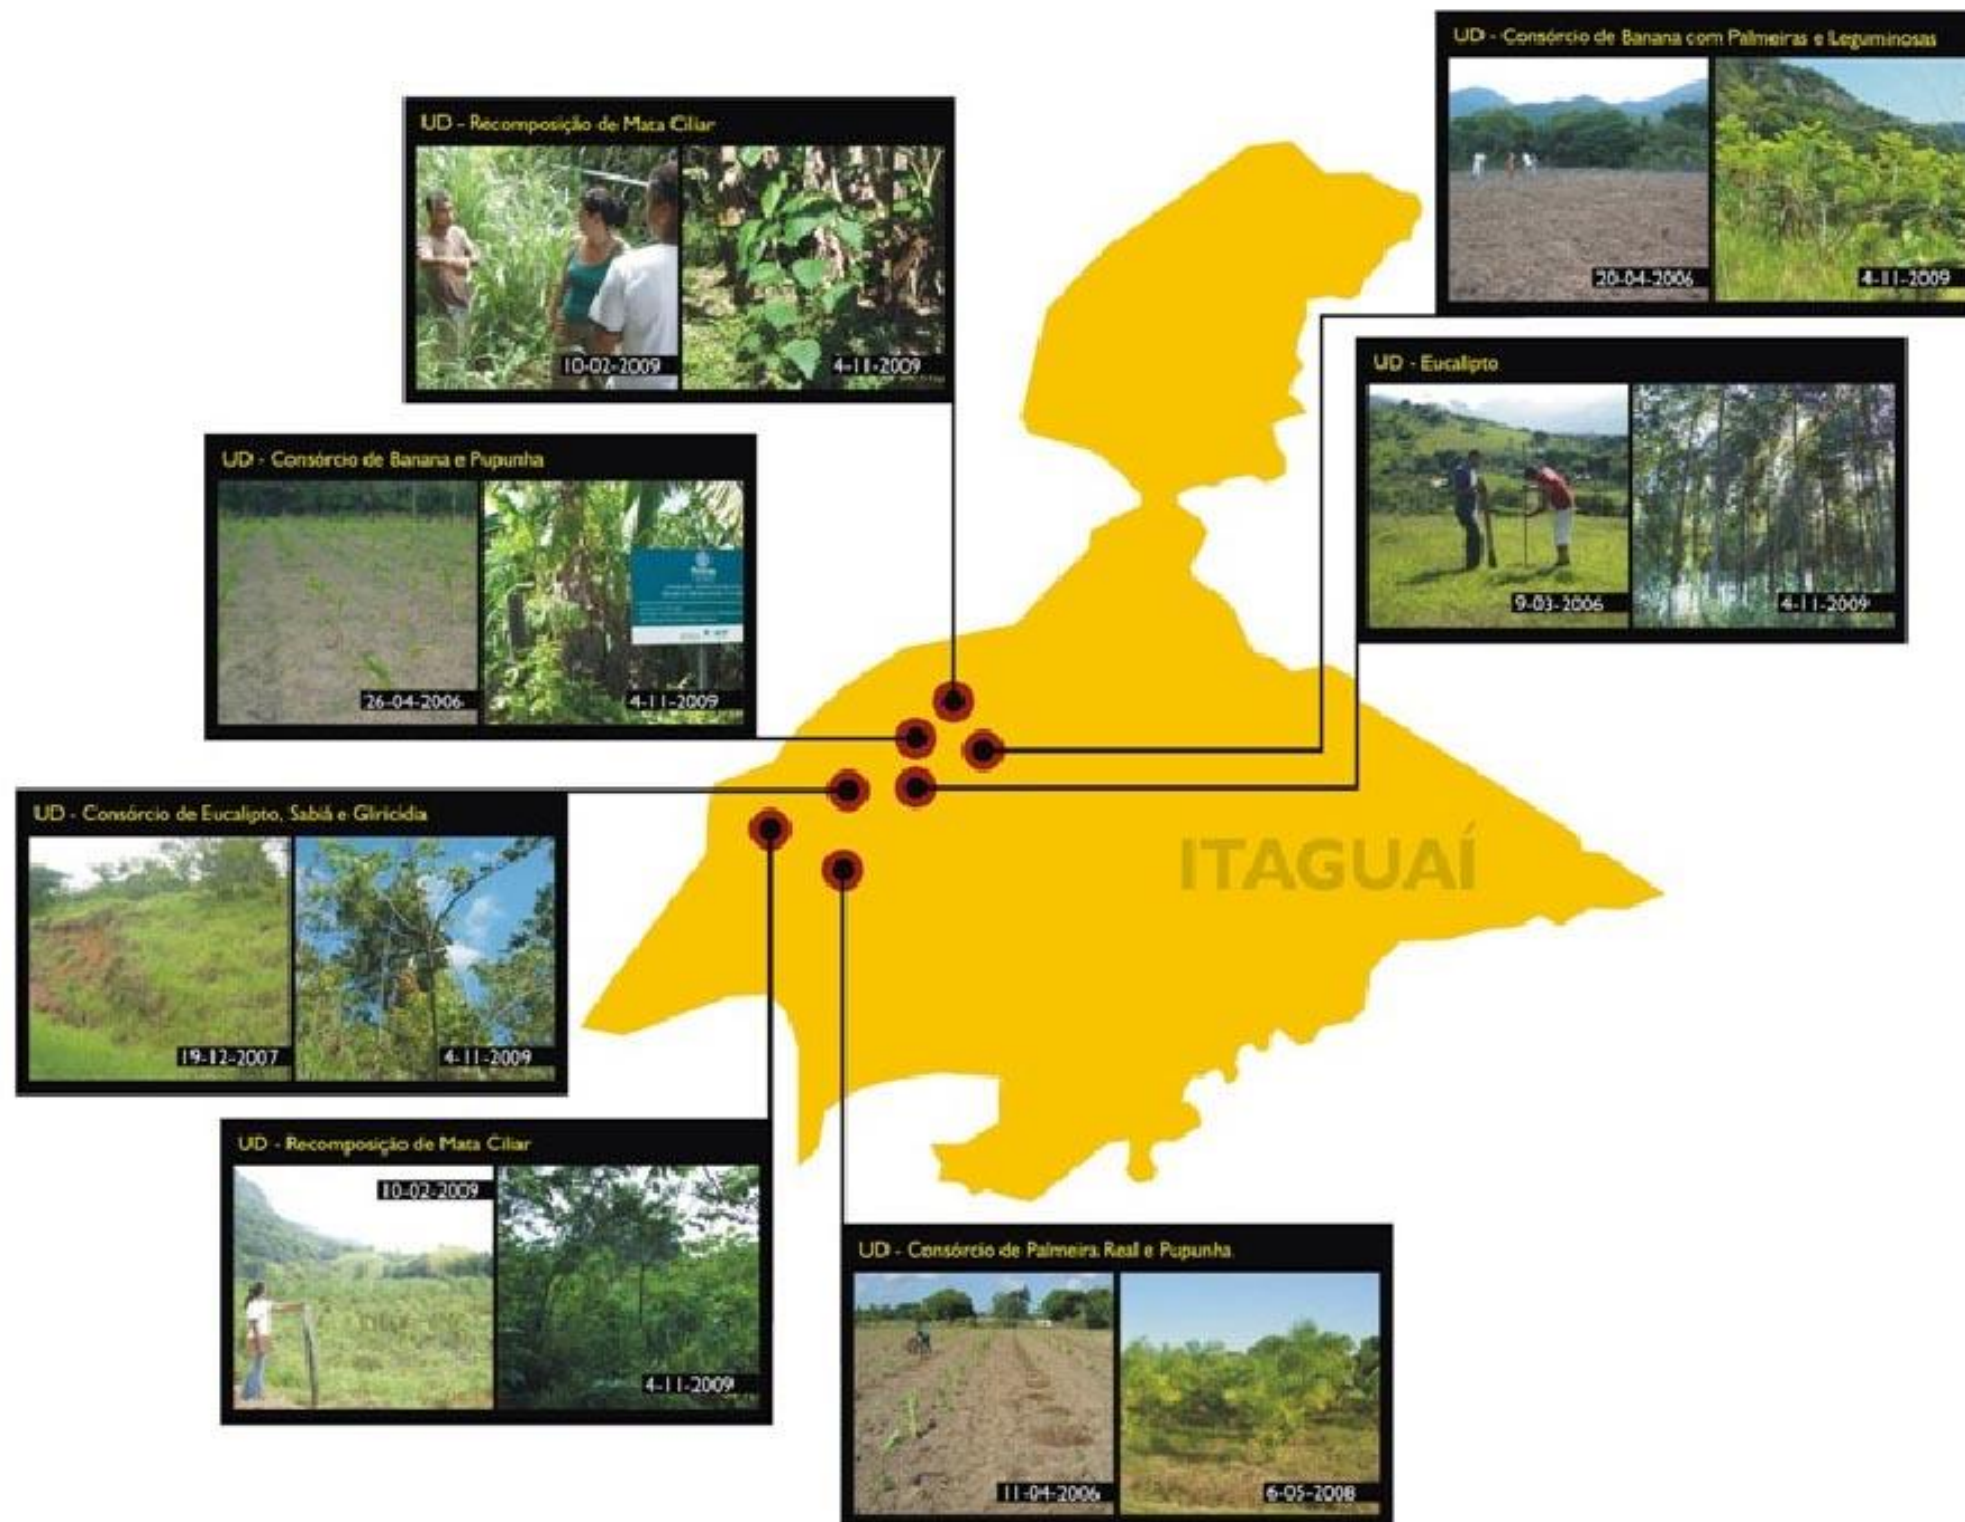 UD - Consórcio de Banana com Palmeiras e Leguminosas
20-04-2006
4-11-2009
UD - Recomposição de Mata Ciliar
10-02-2009
4-11-2009
UD - Eucalipto
9-03-2006
4-11-2009
UD - Consórcio de Banana e Pupunha
26-04-2006
4-11-2009
UD - Consórcio de Eucalipto, Sabiá e Gliricidia
19-12-2007
4-11-2009
ITAGUAÍ
UD - Recomposição de Mata Ciliar
10-02-2009
4-11-2009
UD - Consórcio de Palmeira Real e Pupunha
11-04-2006
6-05-2008